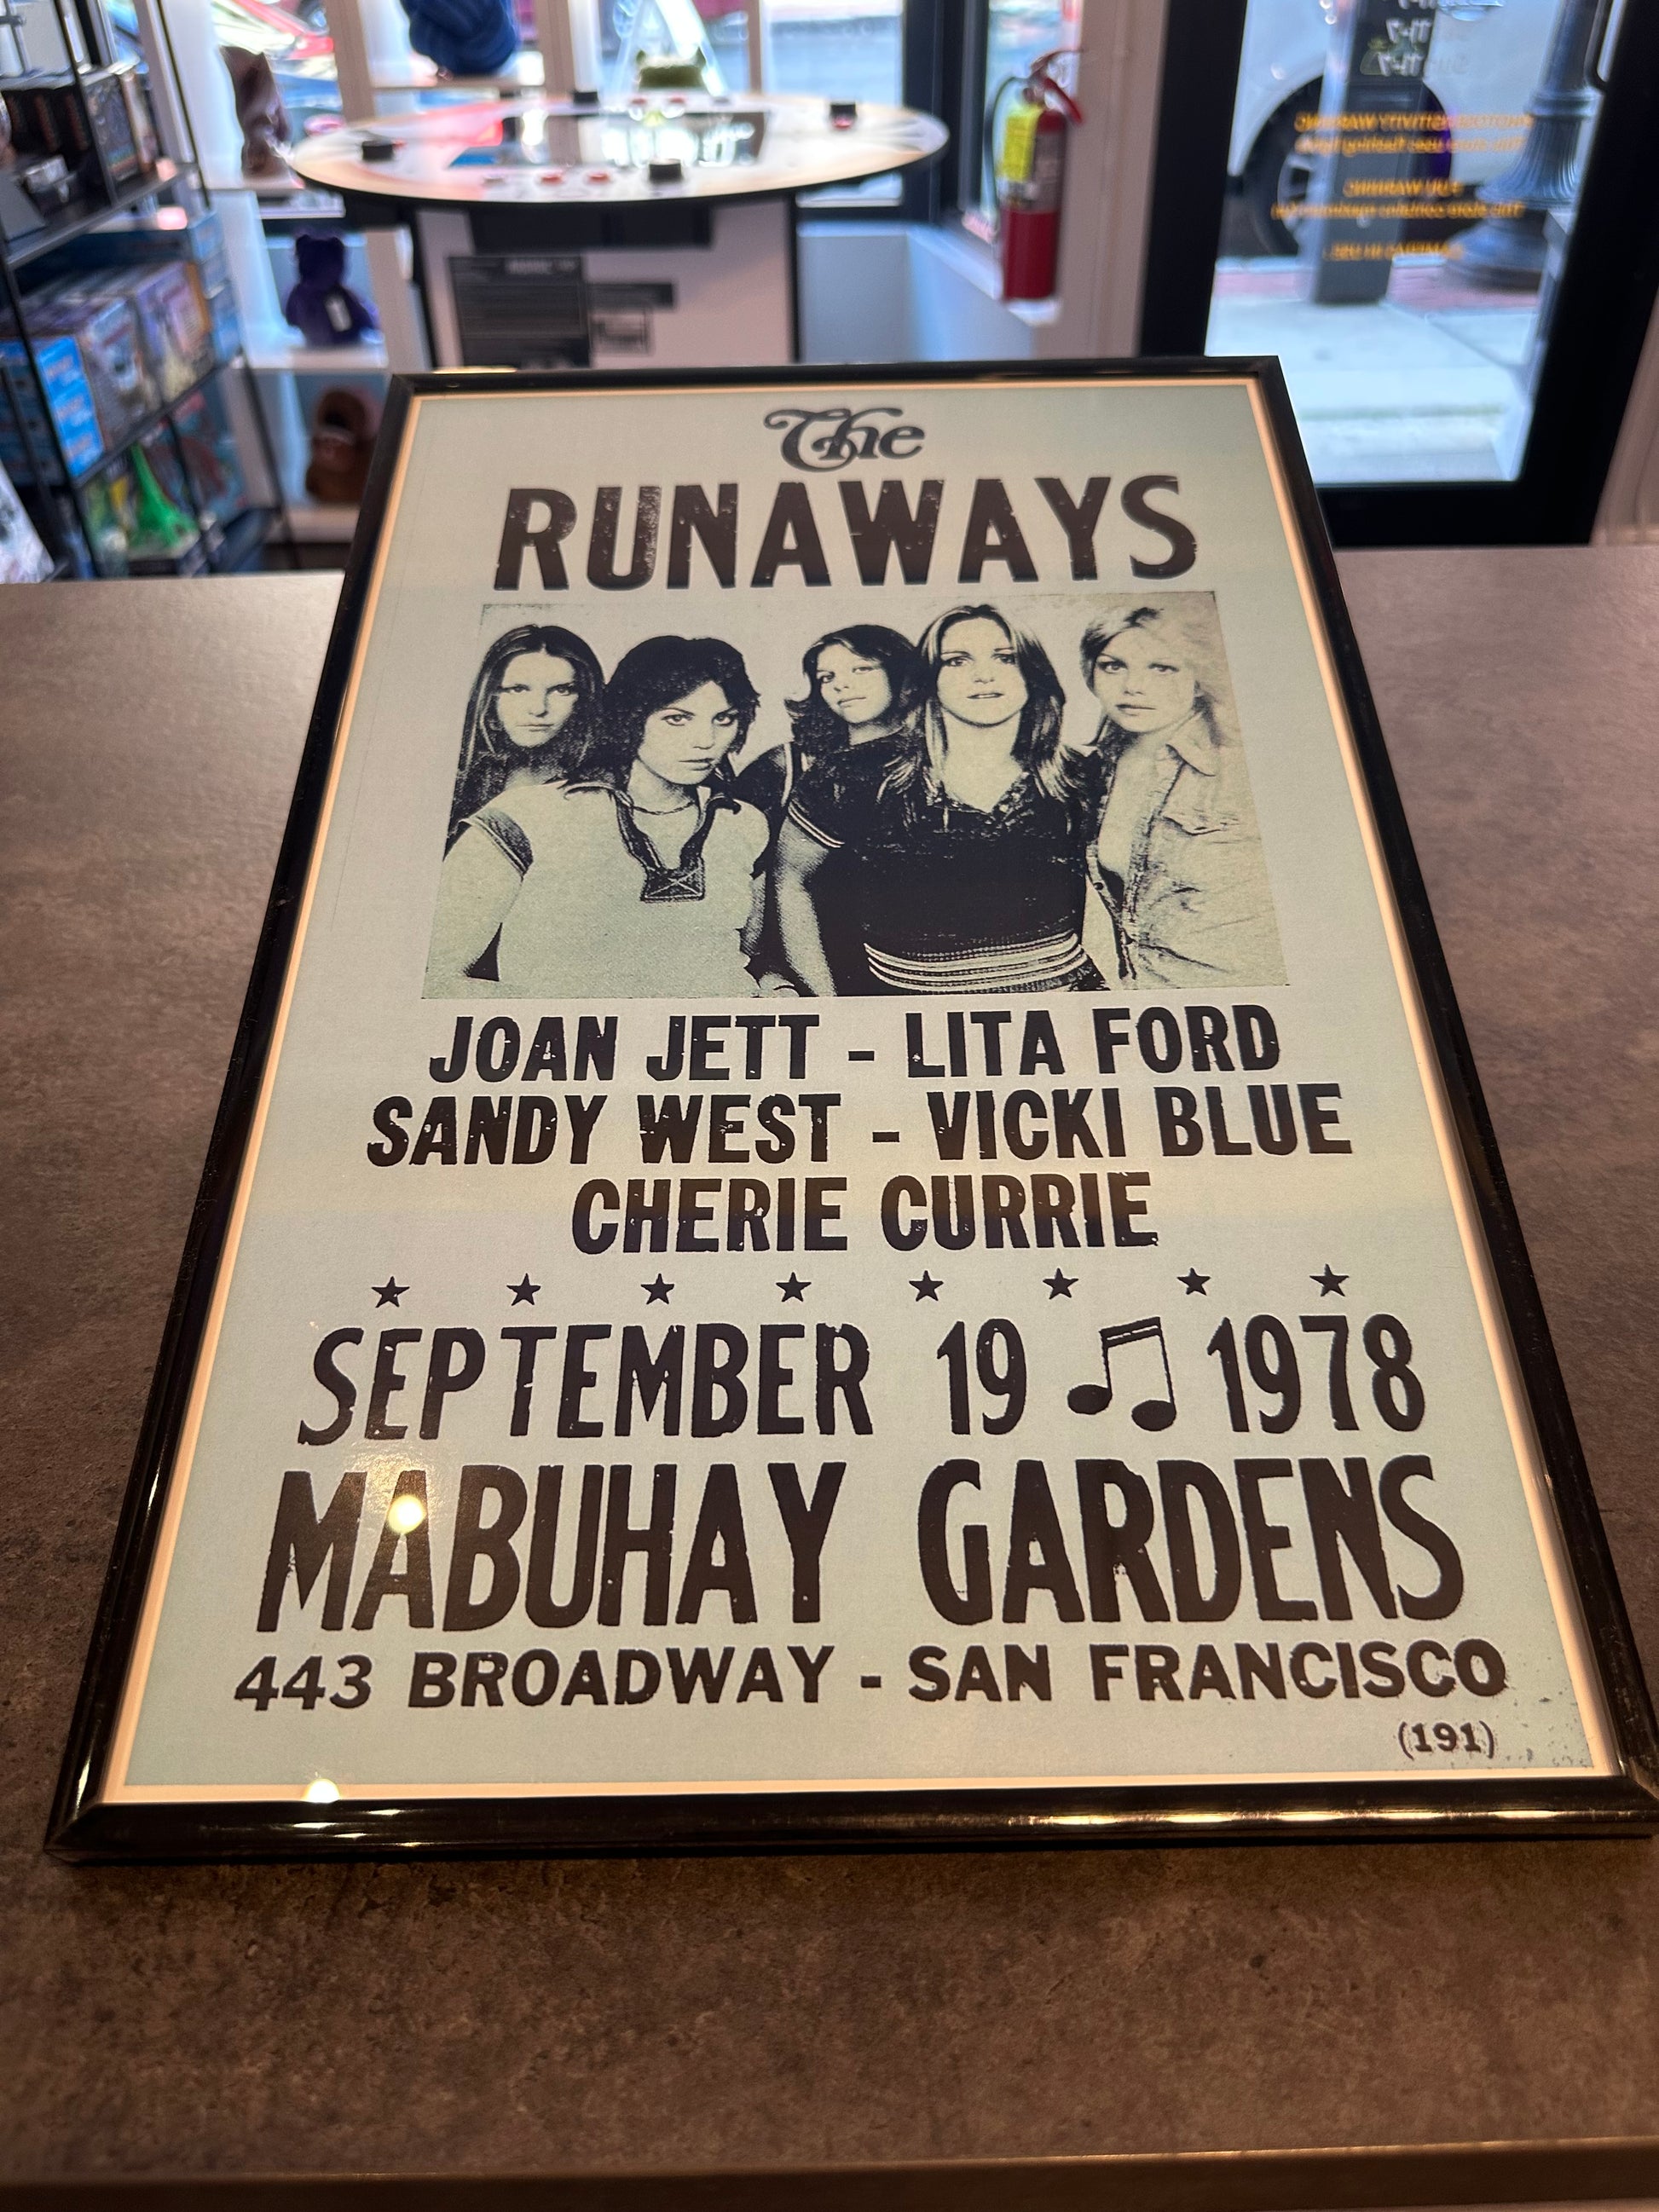 The
RUNAWAYS
JOAN JETT - LITA FORD
SANDY WEST - VICKI BLUE
CHERIE CURRIE
SEPTEMBER 19 1978
MABUHAY GARDENS
443 BROADWAY - SAN FRANCISCO
(191)